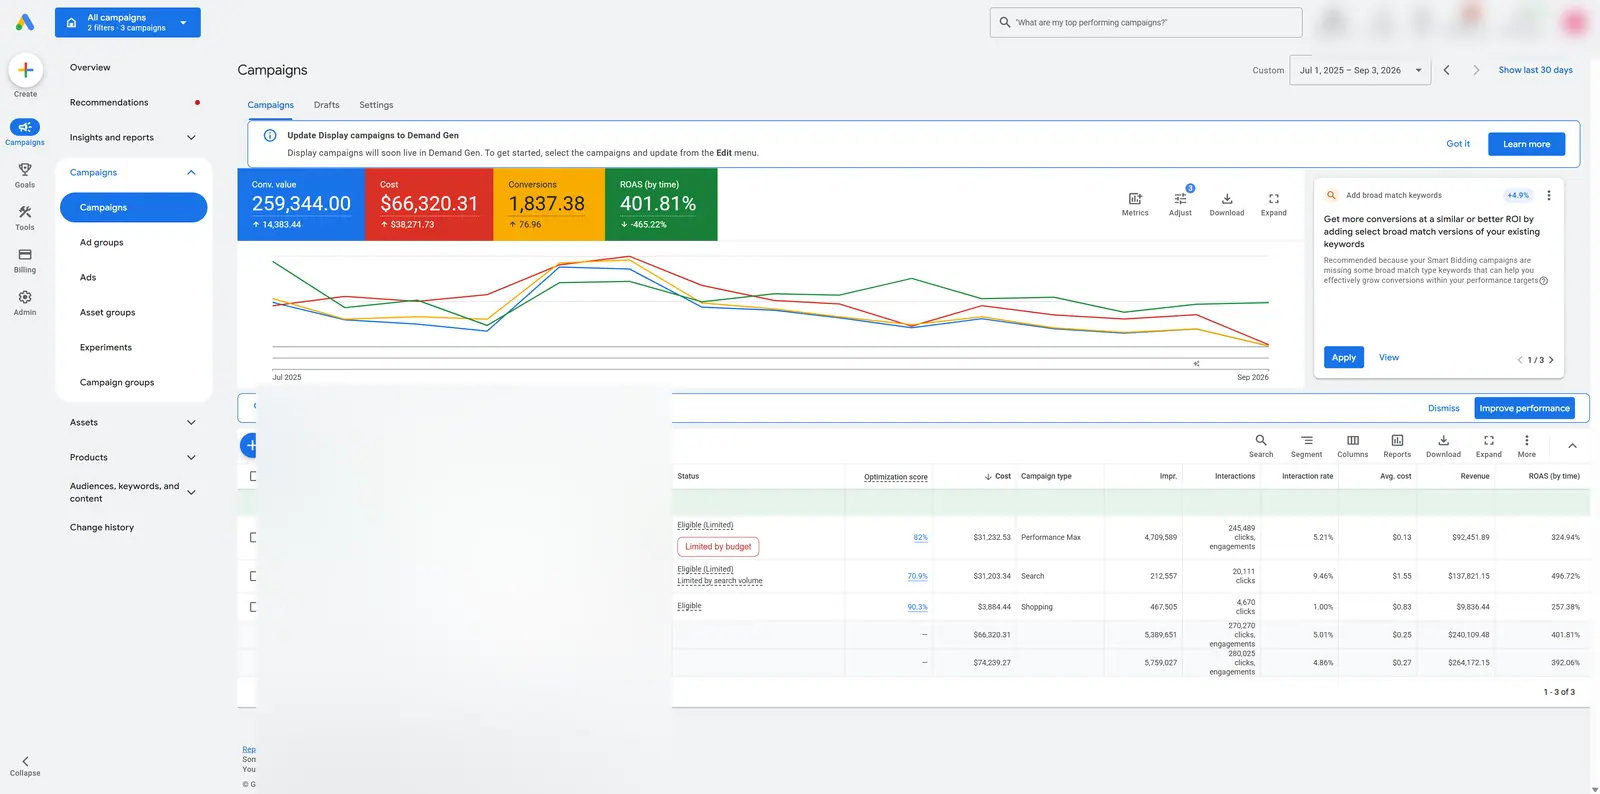 All campaigns
2 filters · 3 campaigns
"What are my top performing campaigns?"
Create
Campaigns
Goals
Tools
Billing
Admin
Collapse
Overview
Recommendations
Insights and reports
Campaigns
Campaigns
Ad groups
Ads
Asset groups
Experiments
Campaign groups
Assets
Products
Audiences, keywords, and
content
Change history
Campaigns
Custom
Jul 1, 2025 – Sep 3, 2026
Show last 30 days
Campaigns
Drafts
Settings
Update Display campaigns to Demand Gen
Display campaigns will soon live in Demand Gen. To get started, select the campaigns and update from the Edit menu.
Got it
Learn more
Conv. value
259,344.00
↑ 14,383.44
Cost
$66,320.31
↑ $38,271.73
Conversions
1,837.38
↑ 76.96
ROAS (by time)
401.81%
↓ -465.22%
Metrics
3
Adjust
Download
Expand
Jul 2025
Sep 2026
Add broad match keywords
+4.9%
Get more conversions at a similar or better ROI by
adding select broad match versions of your existing
keywords
Recommended because your Smart Bidding campaigns are
missing some broad match type keywords that can help you
effectively grow conversions within your performance targets
Apply
View
1 / 3
Dismiss
Improve performance
Search
Segment
Columns
Reports
Download
Expand
More
Status
Optimization score
↓ Cost
Campaign type
Impr.
Interactions
Interaction rate
Avg. cost
Revenue
ROAS (by time)
Eligible (Limited)
Limited by budget
82%
$31,232.53
Performance Max
4,709,589
245,489
clicks,
engagements
5.21%
$0.13
$92,451.89
324.94%
Eligible (Limited)
Limited by search volume
70.9%
$31,203.34
Search
212,557
20,111
clicks
9.46%
$1.55
$137,821.15
496.72%
Eligible
90.3%
$3,884.44
Shopping
467,505
4,670
clicks
1.00%
$0.83
$9,836.44
257.38%
–
$66,320.31
5,389,651
270,270
clicks,
engagements
5.01%
$0.25
$240,109.48
401.81%
–
$74,239.27
5,759,027
280,025
clicks,
engagements
4.86%
$0.27
$264,172.15
392.06%
1 - 3 of 3
Rep
Som
You
© G